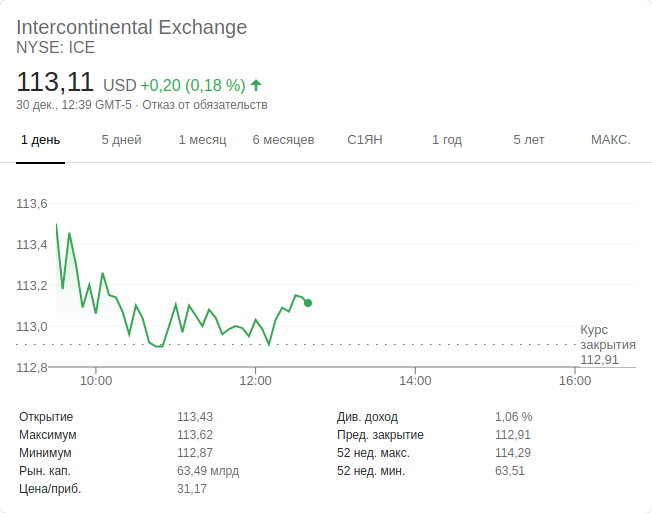 Intercontinental Exchange
NYSE: ICE
113,11 USD +0,20 (0,18 %)
30 дек., 12:39 GMT-5 · Отказ от обязательств
1 день 5 дней 1 месяц 6 месяцев С1ЯН 1 год 5 лет МАКС.
113,6
113,4
113,2
113,0
112,8
Курс
закрытия
112,91
10:00 12:00 14:00 16:00
Открытие 113,43 Див. доход 1,06 %
Максимум 113,62 Пред. закрытие 112,91
Минимум 112,87 52 нед. макс. 114,29
Рын. кап. 63,49 млрд 52 нед. мин. 63,51
Цена/приб. 31,17